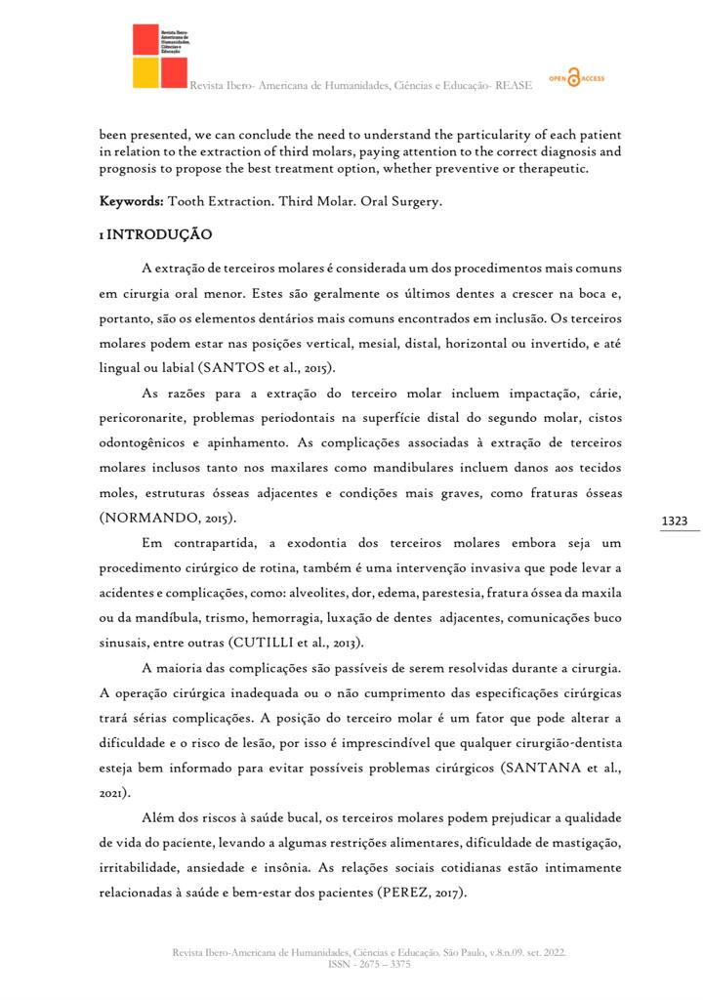 Revista Ibero-
Americana de
Humanidades,
Ciências e
Educação
Revista Ibero- Americana de Humanidades, Ciências e Educação- REASE
OPEN ACCESS
been presented, we can conclude the need to understand the particularity of each patient
in relation to the extraction of third molars, paying attention to the correct diagnosis and
prognosis to propose the best treatment option, whether preventive or therapeutic.
Keywords: Tooth Extraction. Third Molar. Oral Surgery.
1 INTRODUÇÃO
A extração de terceiros molares é considerada um dos procedimentos mais comuns
em cirurgia oral menor. Estes são geralmente os últimos dentes a crescer na boca e,
portanto, são os elementos dentários mais comuns encontrados em inclusão. Os terceiros
molares podem estar nas posições vertical, mesial, distal, horizontal ou invertido, e até
lingual ou labial (SANTOS et al., 2015).
As razões para a extração do terceiro molar incluem impactação, cárie,
pericoronarite, problemas periodontais na superfície distal do segundo molar, cistos
odontogênicos e apinhamento. As complicações associadas à extração de terceiros
molares inclusos tanto nos maxilares como mandibulares incluem danos aos tecidos
moles, estruturas ósseas adjacentes e condições mais graves, como fraturas ósseas
(NORMANDO, 2015).
1323
Em contrapartida, a exodontia dos terceiros molares embora seja um
procedimento cirúrgico de rotina, também é uma intervenção invasiva que pode levar a
acidentes e complicações, como: alveolites, dor, edema, parestesia, fratura óssea da maxila
ou da mandíbula, trismo, hemorragia, luxação de dentes adjacentes, comunicações buco
sinusais, entre outras (CUTILLI et al., 2013).
A maioria das complicações são passíveis de serem resolvidas durante a cirurgia.
A operação cirúrgica inadequada ou o não cumprimento das especificações cirúrgicas
trará sérias complicações. A posição do terceiro molar é um fator que pode alterar a
dificuldade e o risco de lesão, por isso é imprescindível que qualquer cirurgião-dentista
esteja bem informado para evitar possíveis problemas cirúrgicos (SANTANA et al.,
2021).
Além dos riscos à saúde bucal, os terceiros molares podem prejudicar a qualidade
de vida do paciente, levando a algumas restrições alimentares, dificuldade de mastigação,
irritabilidade, ansiedade e insônia. As relações sociais cotidianas estão intimamente
relacionadas à saúde e bem-estar dos pacientes (PEREZ, 2017).
Revista Ibero-Americana de Humanidades, Ciências e Educação. São Paulo, v.8.n.09. set. 2022.
ISSN - 2675 – 3375